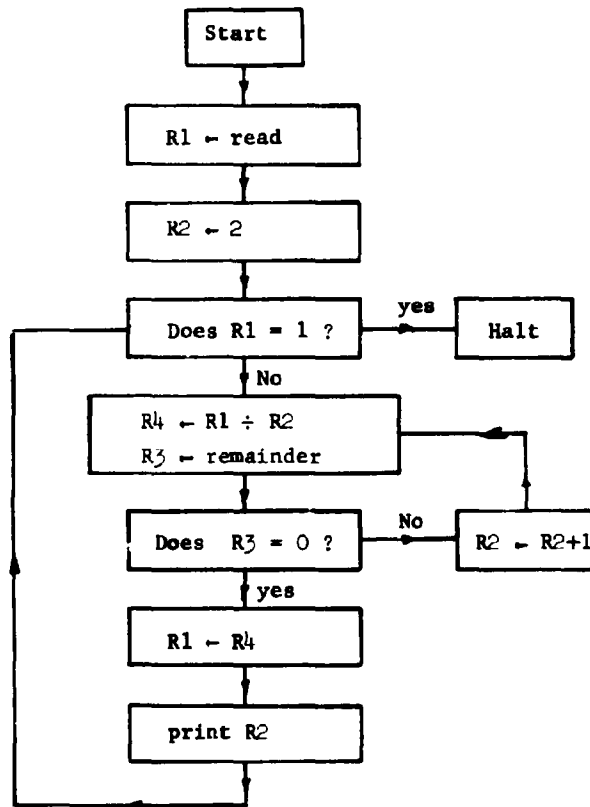 Start
R1 ← read
R2 ← 2
Does R1 = 1 ?
yes
Halt
No
R4 ← R1 ÷ R2
R3 ← remainder
Does R3 = 0 ?
No
R2 ← R2+1
yes
R1 ← R4
print R2